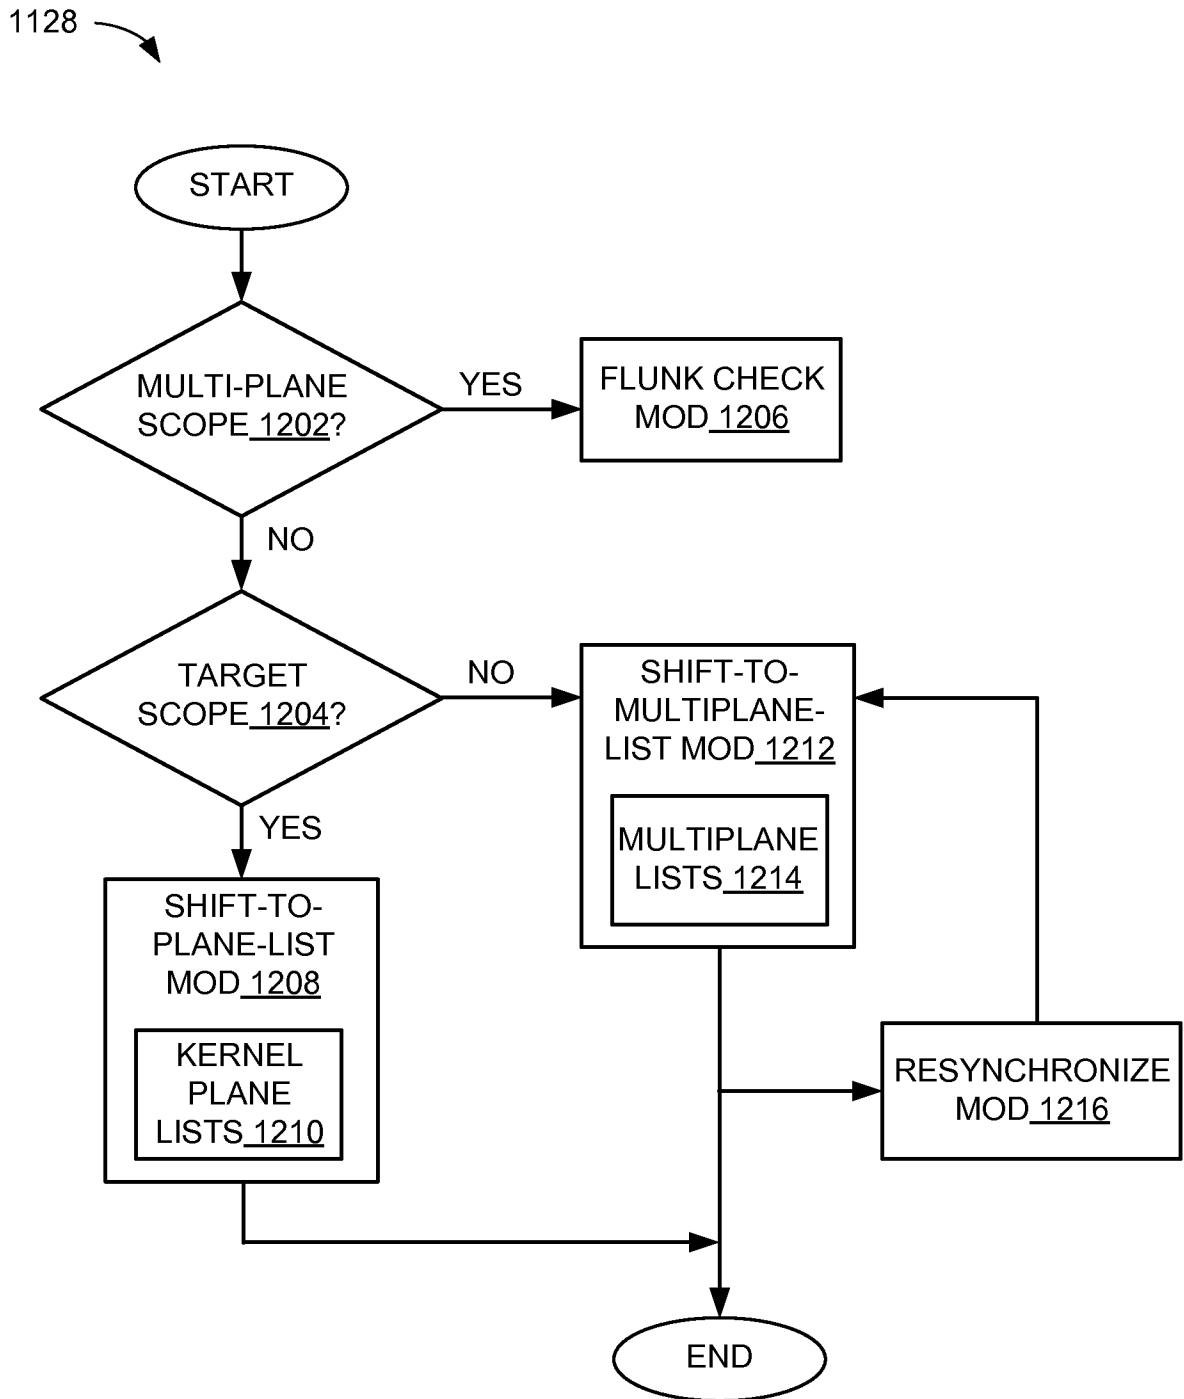 1128
START
MULTI-PLANE
SCOPE 1202?
YES
FLUNK CHECK
MOD 1206
NO
TARGET
SCOPE 1204?
NO
SHIFT-TO-
MULTIPLANE-
LIST MOD 1212
MULTIPLANE
LISTS 1214
YES
SHIFT-TO-
PLANE-LIST
MOD 1208
KERNEL
PLANE
LISTS 1210
RESYNCHRONIZE
MOD 1216
END